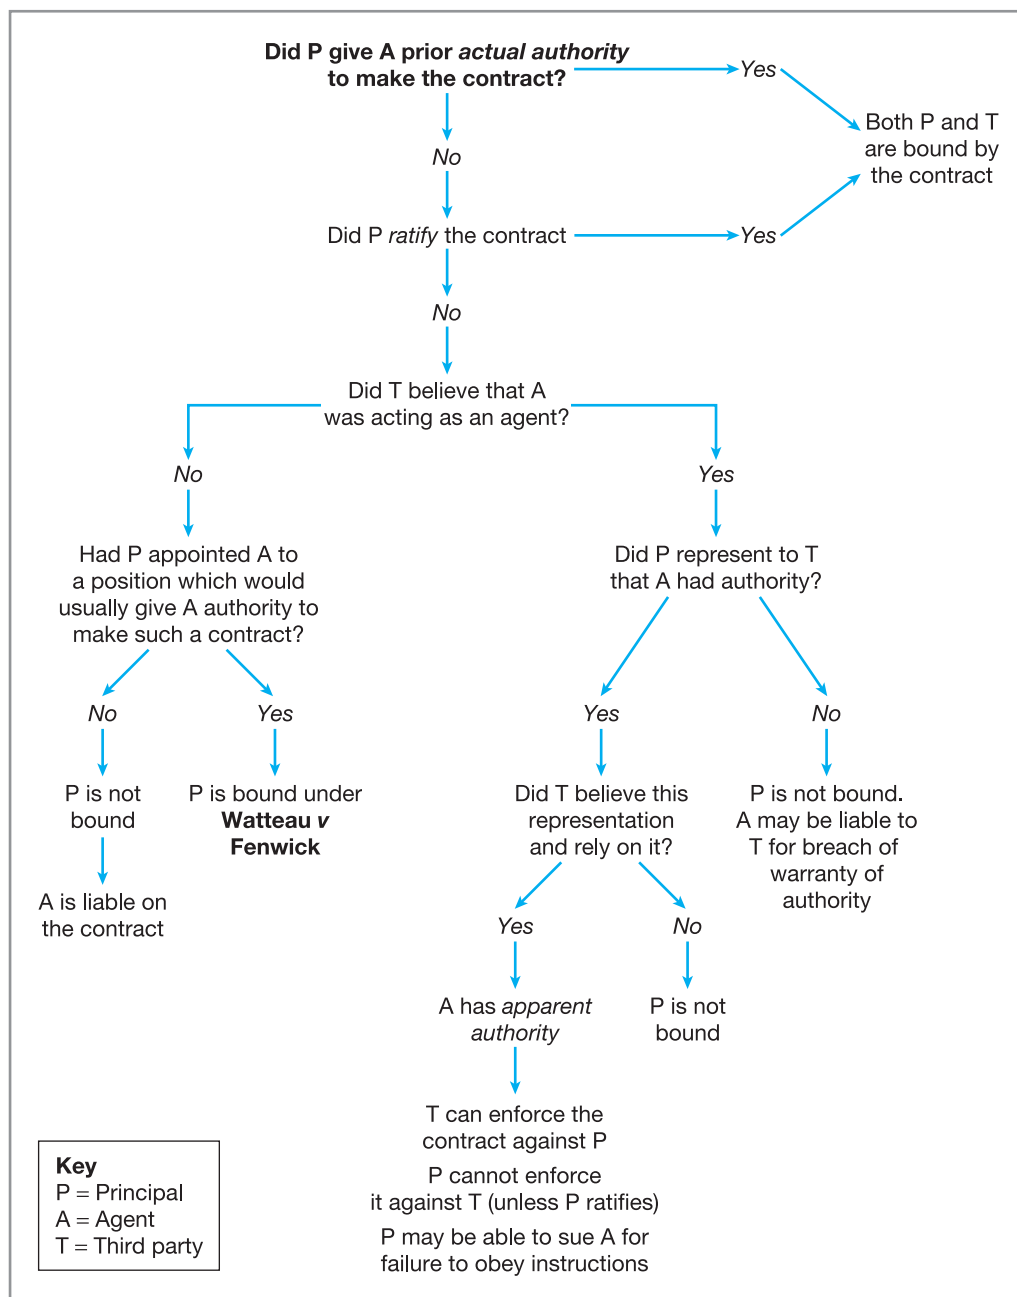 Did P give A prior actual authority
to make the contract?
Yes
Both P and T
are bound by
the contract
No
Did P ratify the contract
Yes
No
Did T believe that A
was acting as an agent?
No
Yes
Had P appointed A to
a position which would
usually give A authority to
make such a contract?
Did P represent to T
that A had authority?
No
Yes
Yes
No
P is not
bound
P is bound under
Watteau v
Fenwick
Did T believe this
representation
and rely on it?
P is not bound.
A may be liable to
T for breach of
warranty of
authority
A is liable on
the contract
Yes
No
A has apparent
authority
P is not
bound
T can enforce the
contract against P
P cannot enforce
it against T (unless P ratifies)
P may be able to sue A for
failure to obey instructions
Key
P = Principal
A = Agent
T = Third party